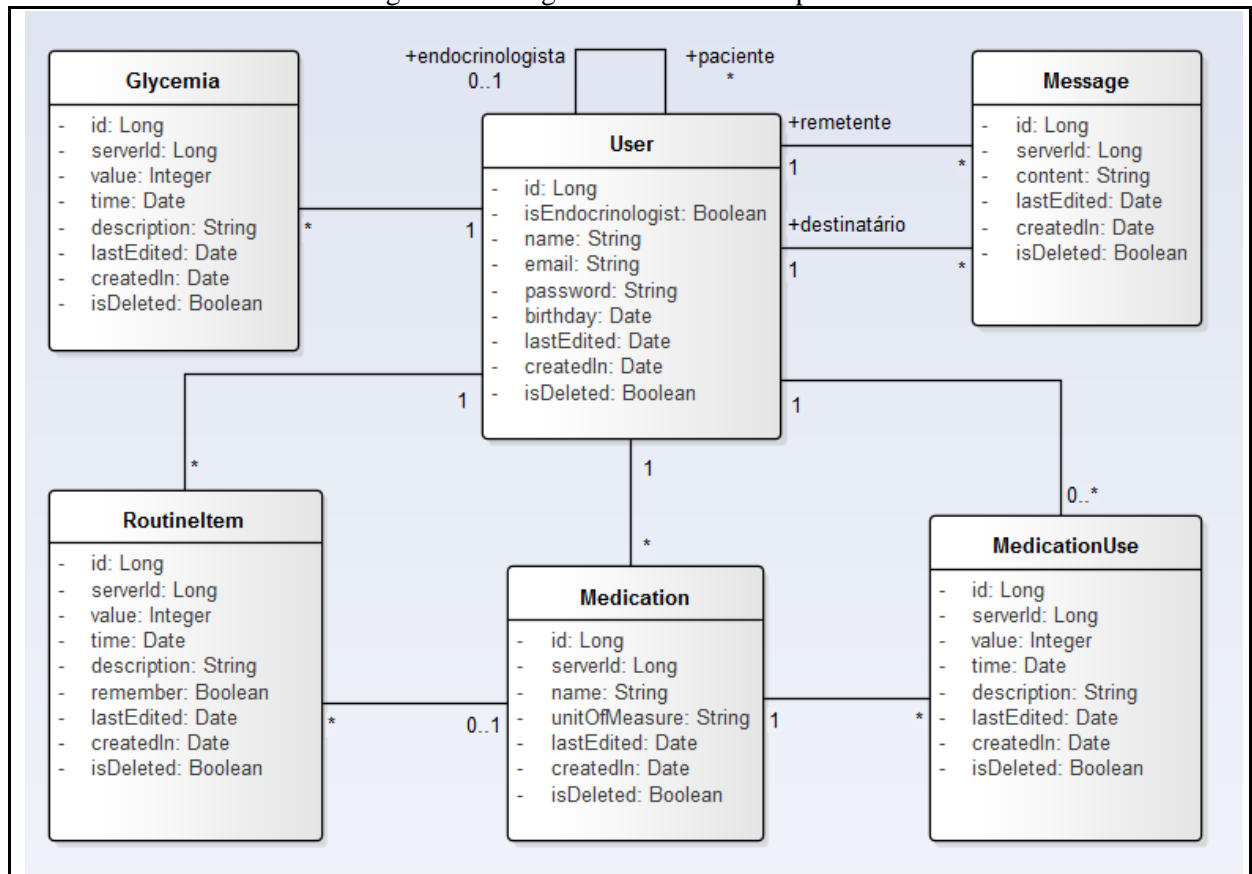 +endocrinologista
0..1
+paciente
*
Glycemia
- id: Long
- serverId: Long
- value: Integer
- time: Date
- description: String
- lastEdited: Date
- createdIn: Date
- isDeleted: Boolean
*
1
User
- id: Long
- isEndocrinologist: Boolean
- name: String
- email: String
- password: String
- birthday: Date
- lastEdited: Date
- createdIn: Date
- isDeleted: Boolean
+remetente
1
*
+destinatário
1
*
Message
- id: Long
- serverId: Long
- content: String
- lastEdited: Date
- createdIn: Date
- isDeleted: Boolean
1
*
1
*
1
0..*
RoutineItem
- id: Long
- serverId: Long
- value: Integer
- time: Date
- description: String
- remember: Boolean
- lastEdited: Date
- createdIn: Date
- isDeleted: Boolean
*
0..1
Medication
- id: Long
- serverId: Long
- name: String
- unitOfMeasure: String
- lastEdited: Date
- createdIn: Date
- isDeleted: Boolean
1
*
MedicationUse
- id: Long
- serverId: Long
- value: Integer
- time: Date
- description: String
- lastEdited: Date
- createdIn: Date
- isDeleted: Boolean